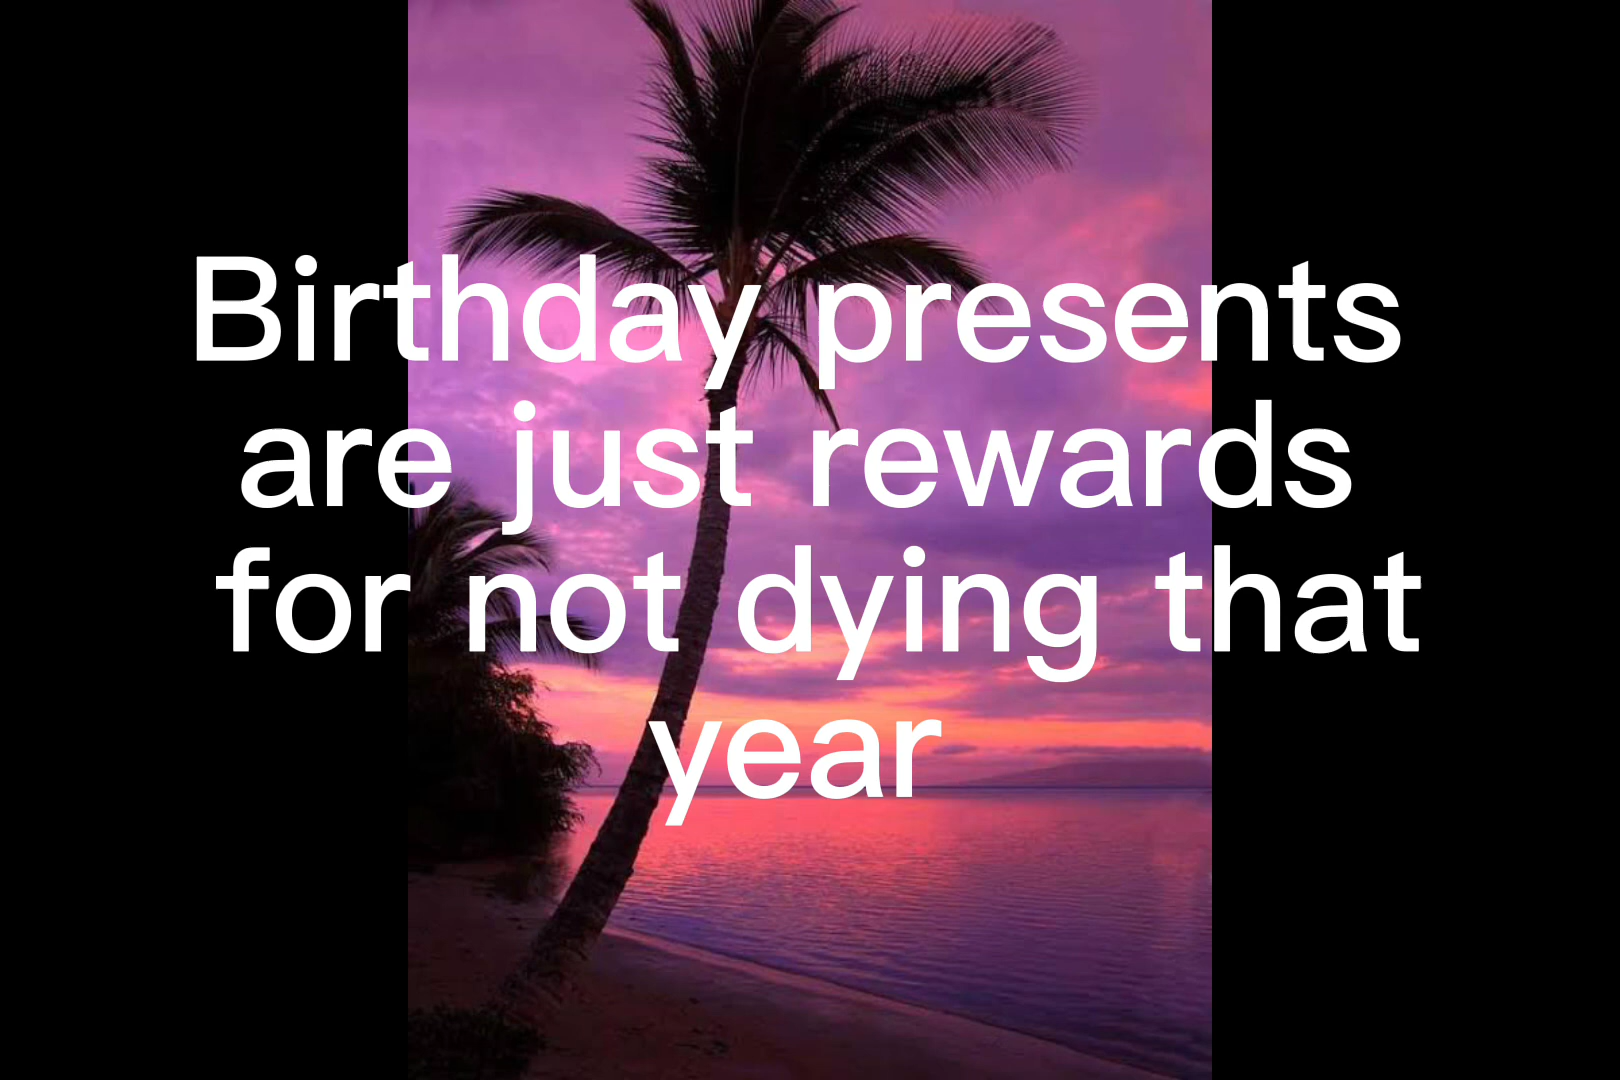 Birthday presents
are just rewards
for not dying that
year